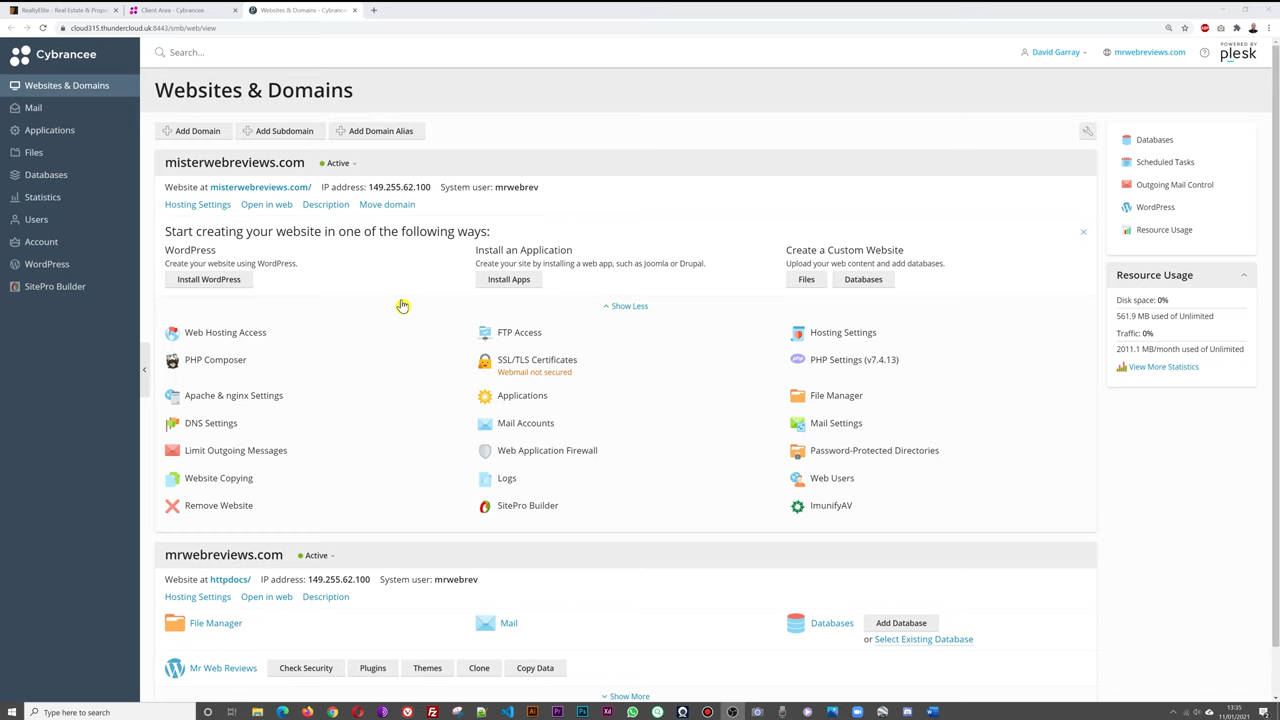 RealtyElite - Real Estate & Prope
Client Area - Cybrancee
Websites & Domains - Cybrancee
cloud315.thundercloud.uk:8443/smb/web/view
Cybrancee
Search...
David Garray
mrwebreviews.com
POWERED BY
plesk
Websites & Domains
Mail
Applications
Files
Databases
Statistics
Users
Account
WordPress
SitePro Builder
Websites & Domains
Add Domain
Add Subdomain
Add Domain Alias
misterwebreviews.com
Active
Website at misterwebreviews.com/ IP address: 149.255.62.100 System user: mrwebrev
Hosting Settings Open in web Description Move domain
Start creating your website in one of the following ways:
WordPress
Create your website using WordPress.
Install WordPress
Install an Application
Create your site by installing a web app, such as Joomla or Drupal.
Install Apps
Create a Custom Website
Upload your web content and add databases.
Files
Databases
Show Less
Web Hosting Access
FTP Access
Hosting Settings
PHP Composer
SSL/TLS Certificates
Webmail not secured
PHP Settings (v7.4.13)
Apache & nginx Settings
Applications
File Manager
DNS Settings
Mail Accounts
Mail Settings
Limit Outgoing Messages
Web Application Firewall
Password-Protected Directories
Website Copying
Logs
Web Users
Remove Website
SitePro Builder
ImunifyAV
mrwebreviews.com
Active
Website at httpdocs/ IP address: 149.255.62.100 System user: mrwebrev
Hosting Settings Open in web Description
File Manager
Mail
Databases
Add Database
or Select Existing Database
Mr Web Reviews
Check Security
Plugins
Themes
Clone
Copy Data
Show More
Databases
Scheduled Tasks
Outgoing Mail Control
WordPress
Resource Usage
Resource Usage
Disk space: 0%
561.9 MB used of Unlimited
Traffic: 0%
2011.1 MB/month used of Unlimited
View More Statistics
Type here to search
13:35
11/01/2021